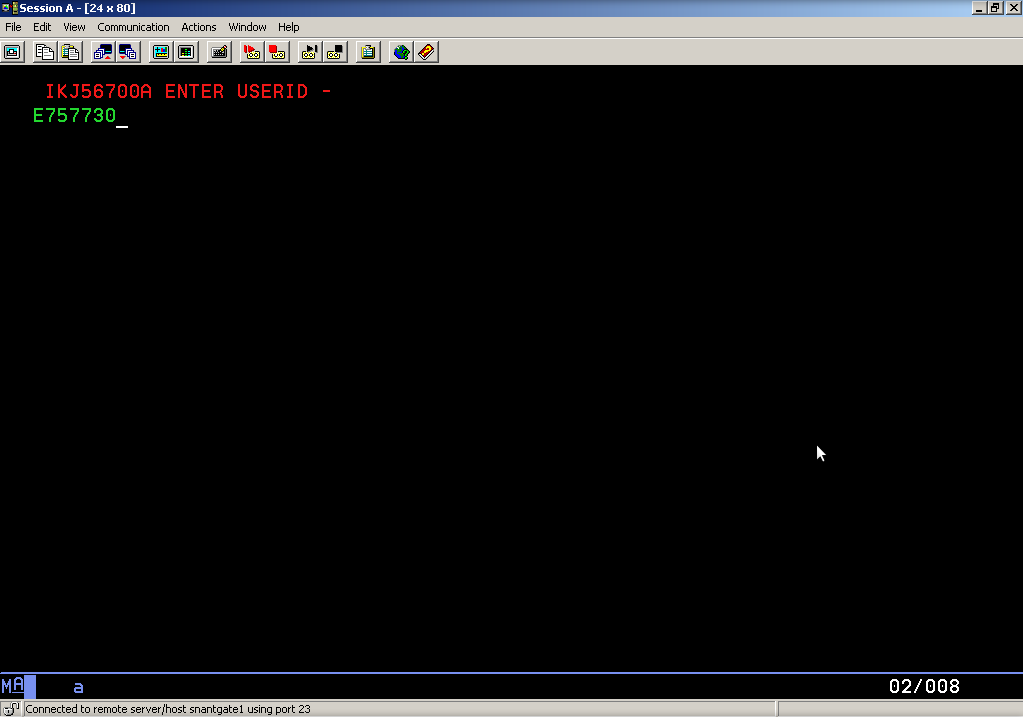 Session A - [24 x 80]
File Edit View Communication Actions Window Help
IKJ56700A ENTER USERID -
E757730_
MA a 02/008
Connected to remote server/host snantgate1 using port 23